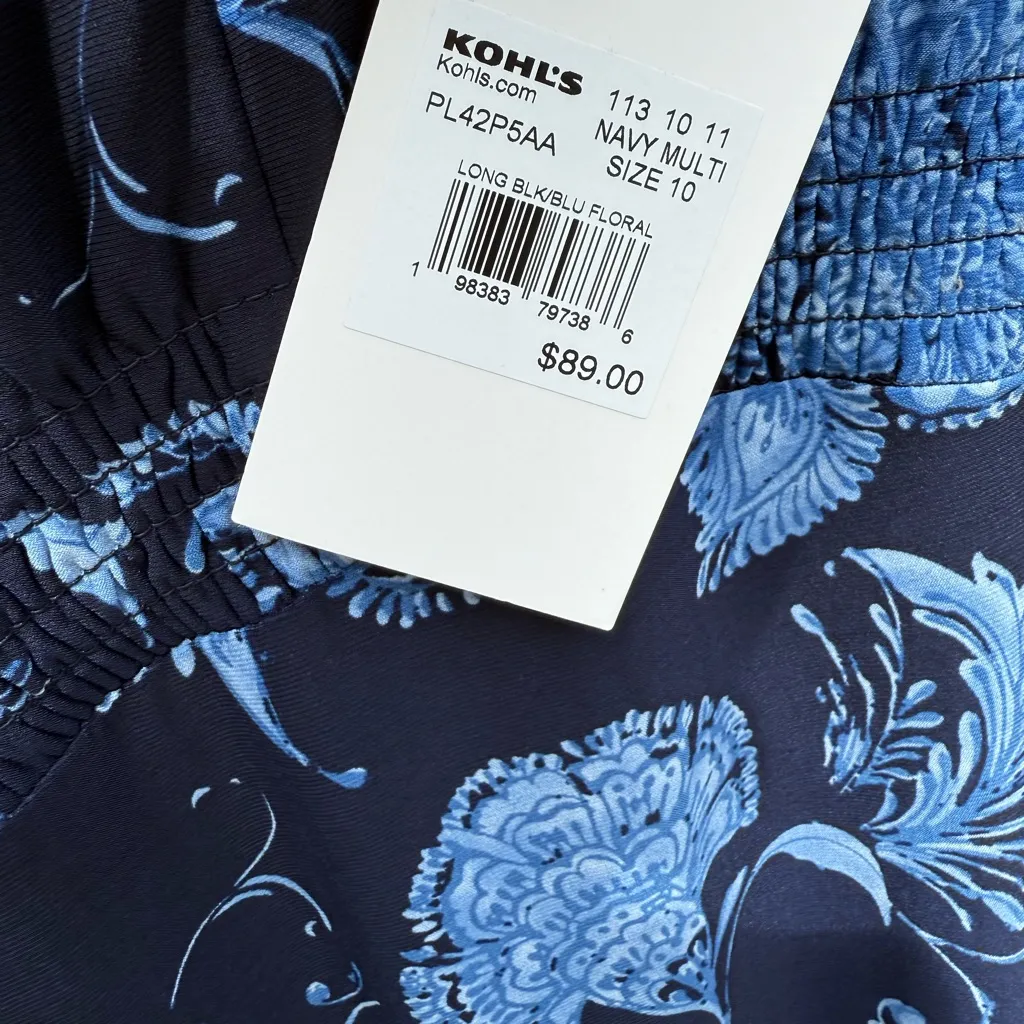 KOHL'S
Kohls.com
PL42P5AA
113 10 11
NAVY MULTI
SIZE 10
LONG BLK/BLU FLORAL
1 98383 79738 6
$89.00